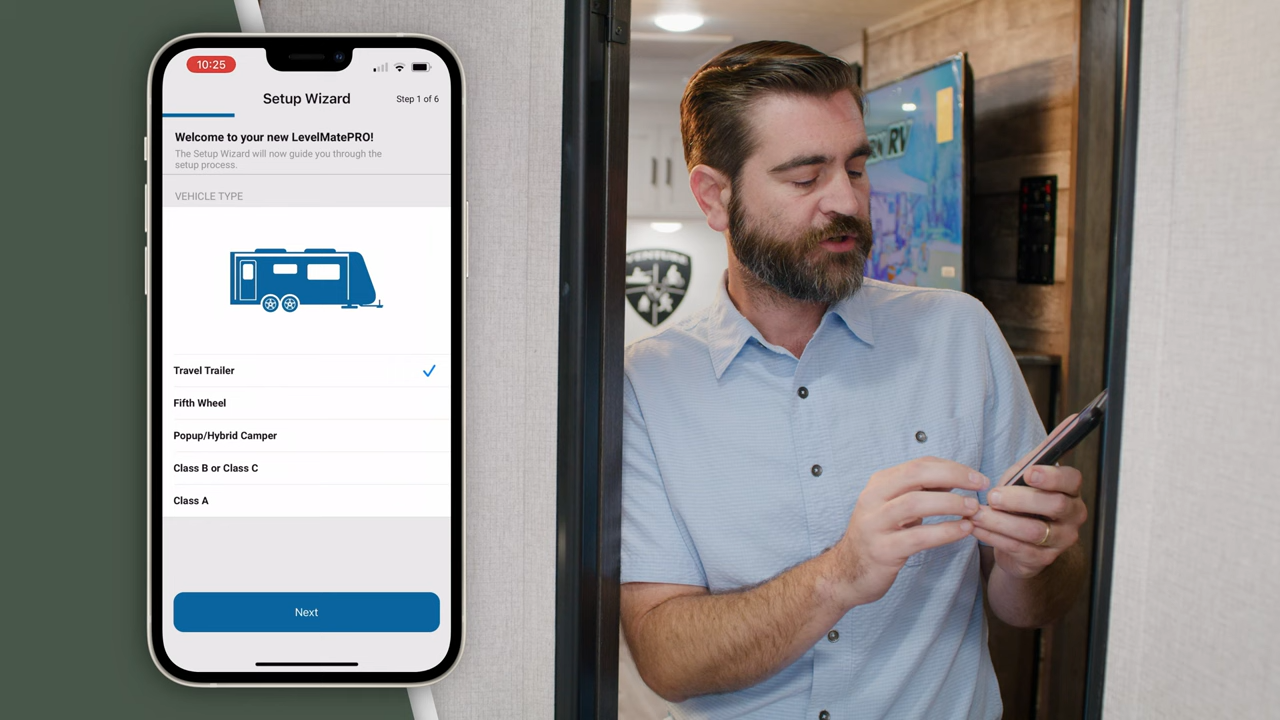 10:25
Setup Wizard
Step 1 of 6
Welcome to your new LevelMatePRO!
The Setup Wizard will now guide you through the
setup process.
VEHICLE TYPE
Travel Trailer
Fifth Wheel
Popup/Hybrid Camper
Class B or Class C
Class A
Next
RV
VENTURE